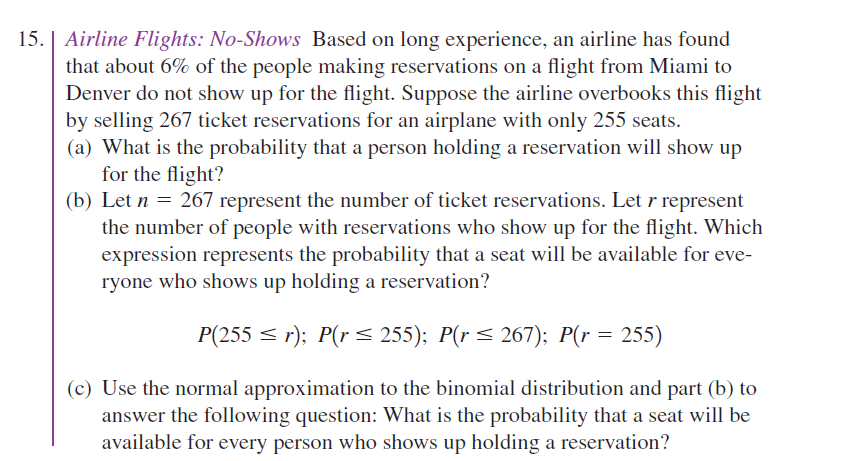 15. Airline Flights: No-Shows Based on long experience, an airline has found
that about 6% of the people making reservations on a flight from Miami to
Denver do not show up for the flight. Suppose the airline overbooks this flight
by selling 267 ticket reservations for an airplane with only 255 seats.
(a) What is the probability that a person holding a reservation will show up
for the flight?
(b) Let n = 267 represent the number of ticket reservations. Let r represent
the number of people with reservations who show up for the flight. Which
expression represents the probability that a seat will be available for eve-
ryone who shows up holding a reservation?
P(255 ≤ r); P(r ≤ 255); P(r ≤ 267); P(r = 255)
(c) Use the normal approximation to the binomial distribution and part (b) to
answer the following question: What is the probability that a seat will be
available for every person who shows up holding a reservation?